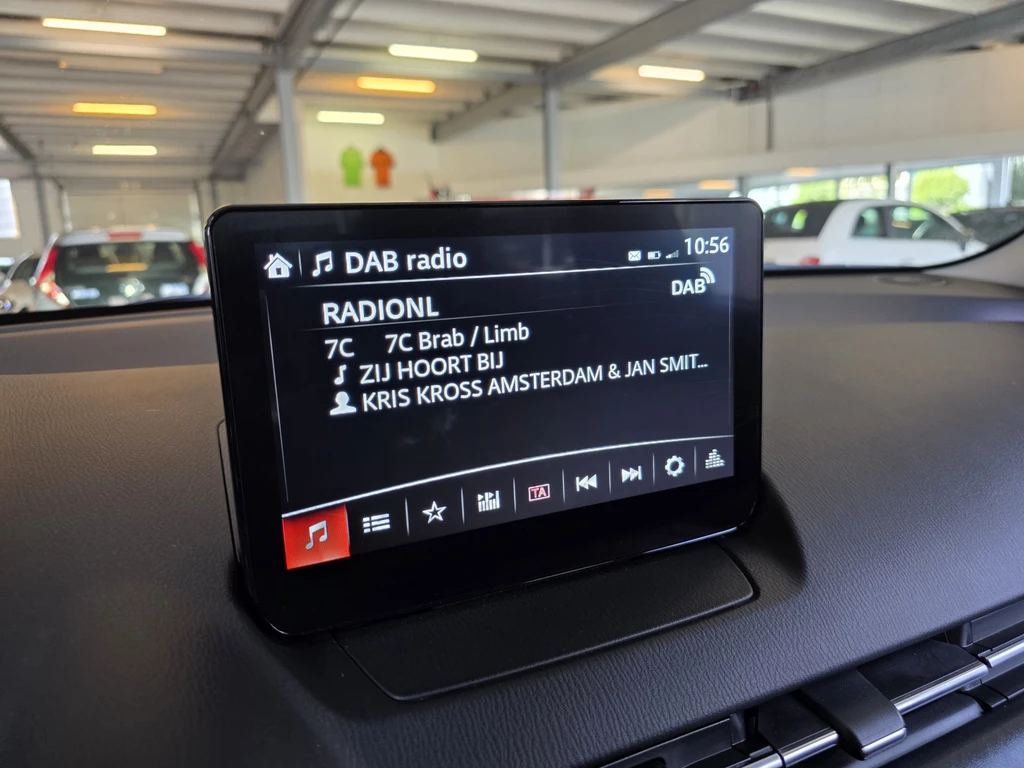 DAB radio 10:56
DAB
RADIONL
7C 7C Brab / Limb
ZIJ HOORT BIJ
KRIS KROSS AMSTERDAM & JAN SMIT...
TA